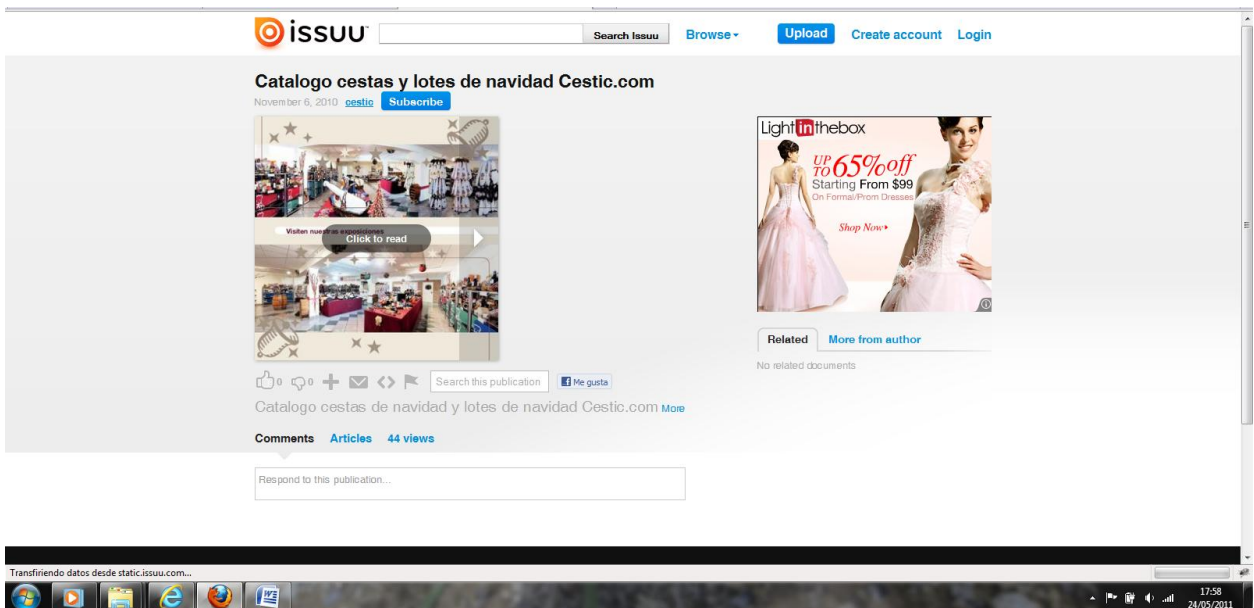 issuu
Search Issuu
Browse
Upload
Create account
Login
Catalogo cestas y lotes de navidad Cestic.com
November 6, 2010 cestic Subscribe
Visiten nuestras exposiciones
Click to read
Lightinthebox
UP TO 65% off
Starting From $99
On Formal/Prom Dresses
Shop Now
0 0 Search this publication Me gusta
Catalogo cestas de navidad y lotes de navidad Cestic.com More
Related More from author
No related documents
Comments Articles 44 views
Respond to this publication...
Transfiriendo datos desde static.issuu.com...
17:58
24/05/2011